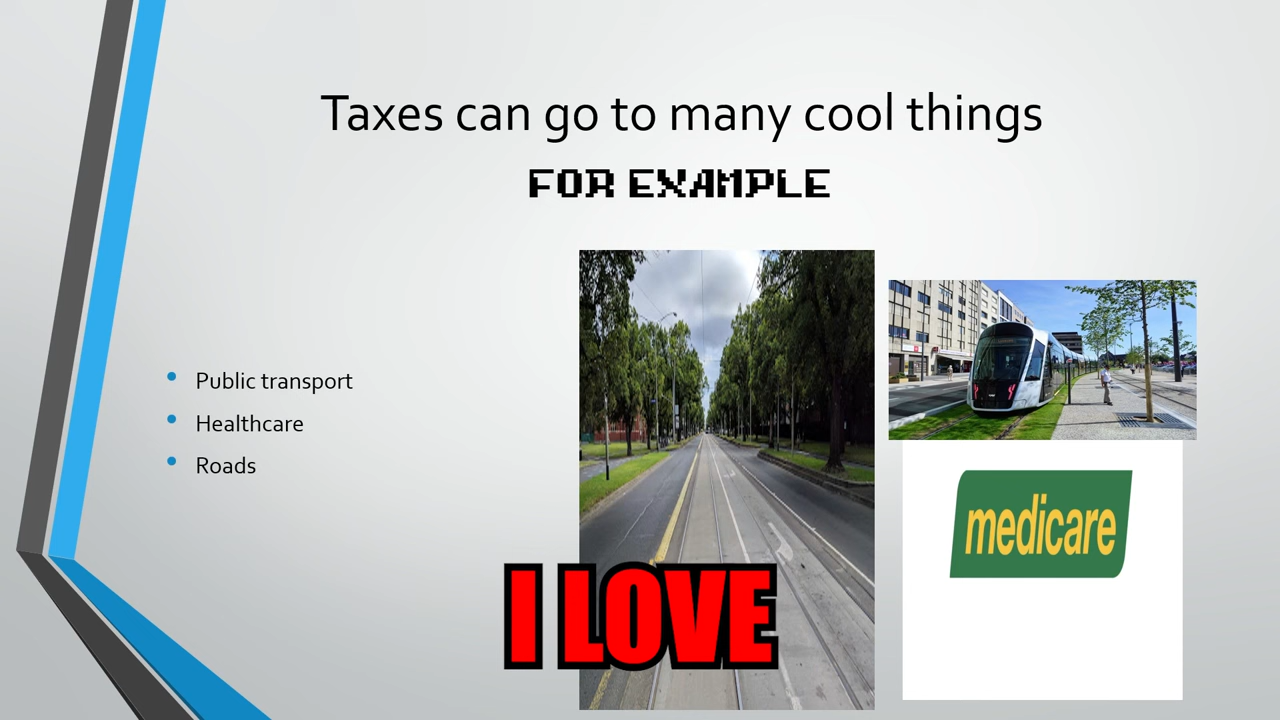 Taxes can go to many cool things
FOR EXAMPLE
Public transport
Healthcare
Roads
medicare
I LOVE